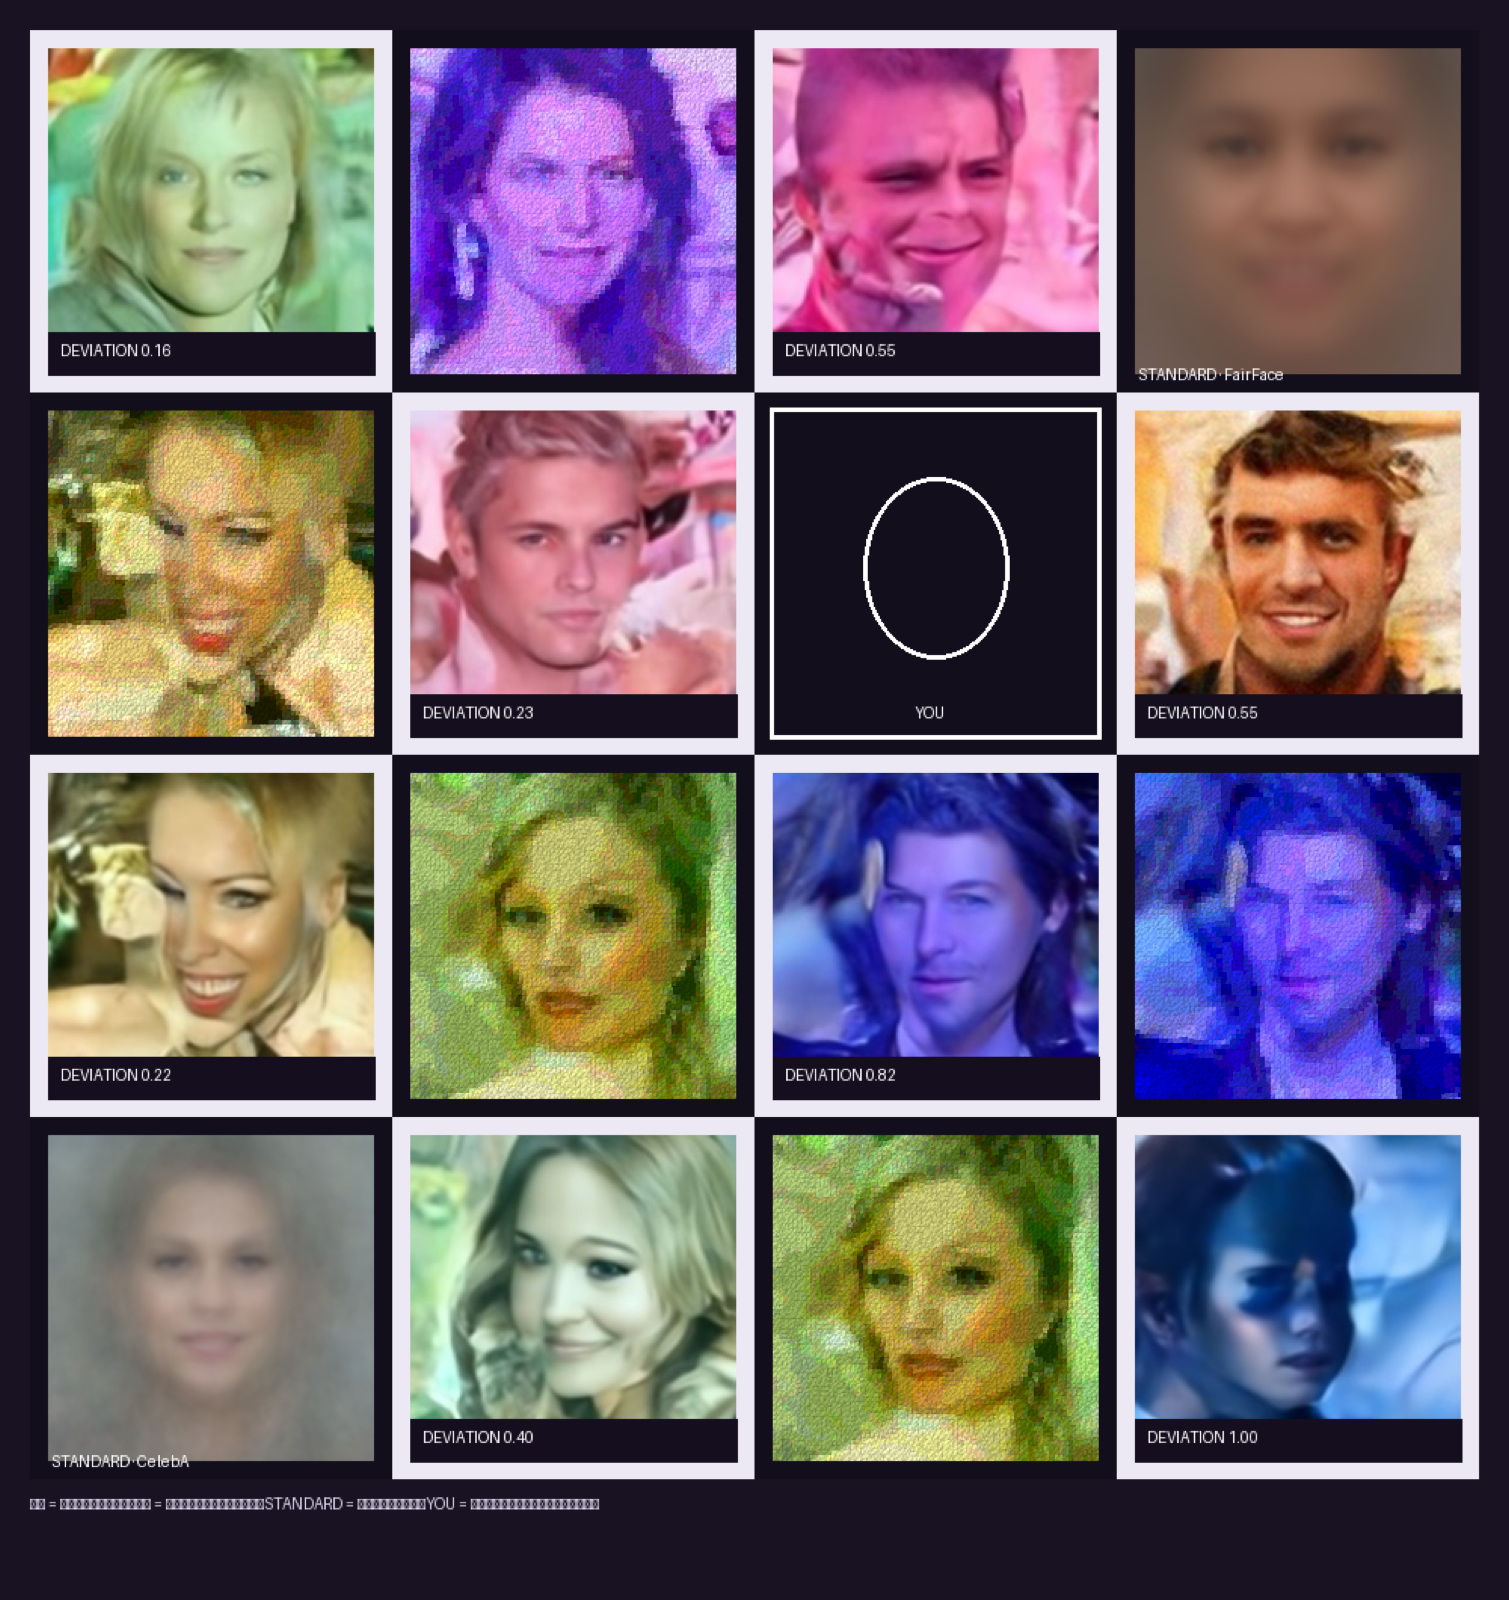 DEVIATION 0.16
DEVIATION 0.55
STANDARD · FairFace
DEVIATION 0.23
YOU
DEVIATION 0.55
DEVIATION 0.22
DEVIATION 0.82
STANDARD · CelebA
DEVIATION 0.40
DEVIATION 1.00
= = STANDARD = YOU =